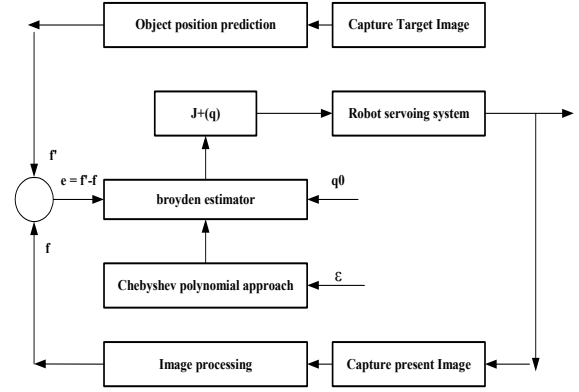 Object position prediction
Capture Target Image
J+(q)
Robot servoing system
f'
e = f'-f
broyden estimator
q0
f
Chebyshev polynomial approach
ε
Image processing
Capture present Image